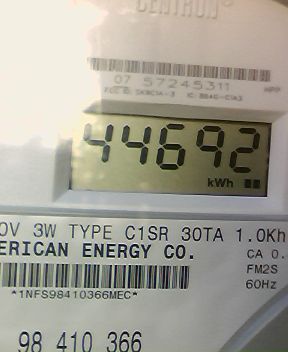 CENTRON®
07 57245311
44692
kWh
0V 3W TYPE C1SR 30TA 1.0Kh
ERICAN ENERGY CO.
CA 0.
FM2S
60Hz
*1NFS98410366MEC*
98 410 366